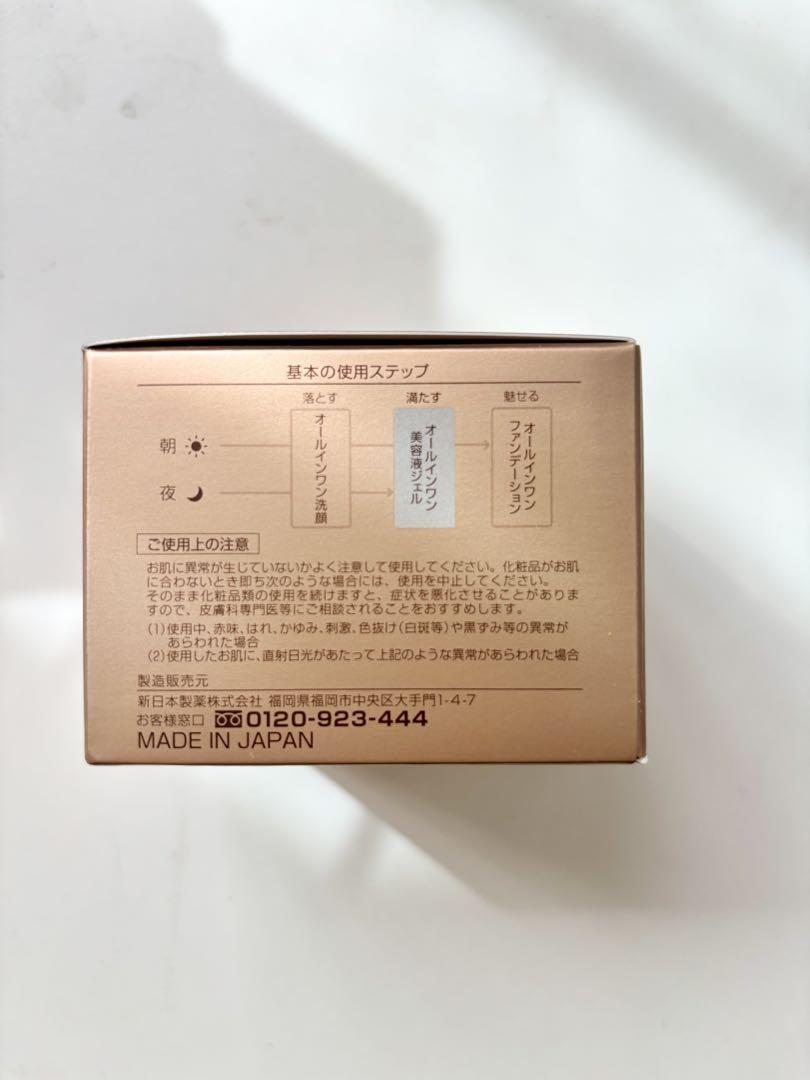 基本の使用ステップ
落とす 満たす 魅せる
朝
夜
オールインワン洗顔
オールインワン
美容液ジェル
オールインワン
ファンデーション
ご使用上の注意
お肌に異常が生じていないかよく注意して使用してください。化粧品がお肌
に合わないとき即ち次のような場合には、使用を中止してください。
そのまま化粧品類の使用を続けますと、症状を悪化させることがありま
すので、皮膚科専門医等にご相談されることをおすすめします。
(1)使用中、赤味、はれ、かゆみ、刺激、色抜け(白斑等)や黒ずみ等の異常が
あらわれた場合
(2)使用したお肌に、直射日光があたって上記のような異常があらわれた場合
製造販売元
新日本製薬株式会社 福岡県福岡市中央区大手門1-4-7
お客様窓口 0120-923-444
MADE IN JAPAN